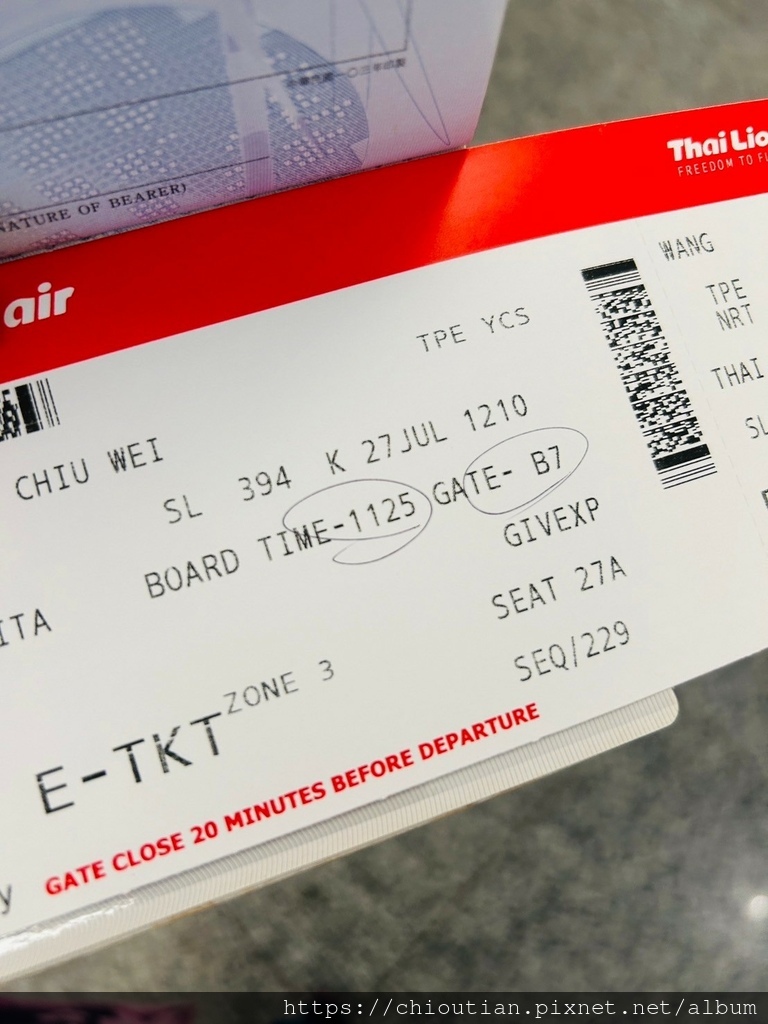 NATURE OF BEARER)
Thai Lio
FREEDOM TO FL
air
WANG
TPE YCS
TPE
NRT
CHIU WEI
SL 394 K 27JUL 1210
THAI
SL
BOARD TIME-1125 GATE- B7
GIVEXP
ITA
SEAT 27A
ZONE 3
SEQ/229
E-TKT
GATE CLOSE 20 MINUTES BEFORE DEPARTURE
y
https://chioutian.pixnet.net/album